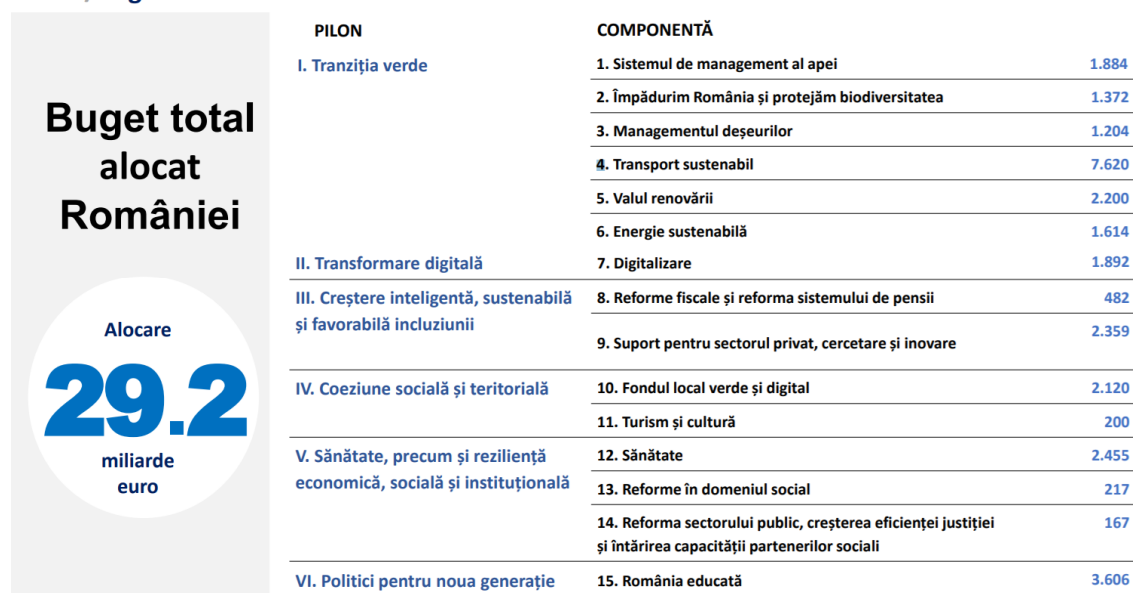 Buget total
alocat
României
Alocare
29.2
miliarde
euro
PILON COMPONENTĂ
I. Tranziția verde 1. Sistemul de management al apei 1.884
2. Împădurim România și protejăm biodiversitatea 1.372
3. Managementul deșeurilor 1.204
4. Transport sustenabil 7.620
5. Valul renovării 2.200
6. Energie sustenabilă 1.614
II. Transformare digitală 7. Digitalizare 1.892
III. Creștere inteligentă, sustenabilă
și favorabilă incluziunii
8. Reforme fiscale și reforma sistemului de pensii 482
9. Suport pentru sectorul privat, cercetare și inovare 2.359
IV. Coeziune socială și teritorială 10. Fondul local verde și digital 2.120
11. Turism și cultură 200
V. Sănătate, precum și reziliență
economică, socială și instituțională
12. Sănătate 2.455
13. Reforme în domeniul social 217
14. Reforma sectorului public, creșterea eficienței justiției
și întărirea capacității partenerilor sociali 167
VI. Politici pentru noua generație 15. România educată 3.606